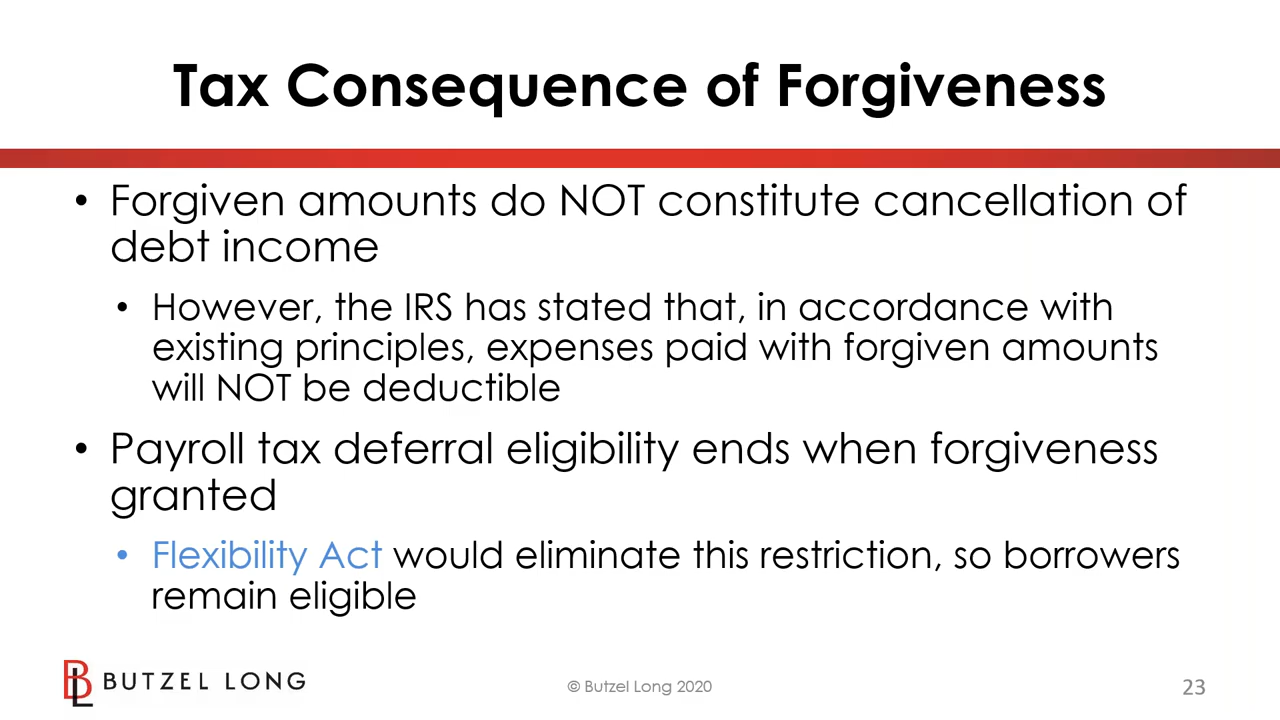 Tax Consequence of Forgiveness
• Forgiven amounts do NOT constitute cancellation of
debt income
• However, the IRS has stated that, in accordance with
existing principles, expenses paid with forgiven amounts
will NOT be deductible
• Payroll tax deferral eligibility ends when forgiveness
granted
• Flexibility Act would eliminate this restriction, so borrowers
remain eligible
BL BUTZEL LONG
© Butzel Long 2020
23